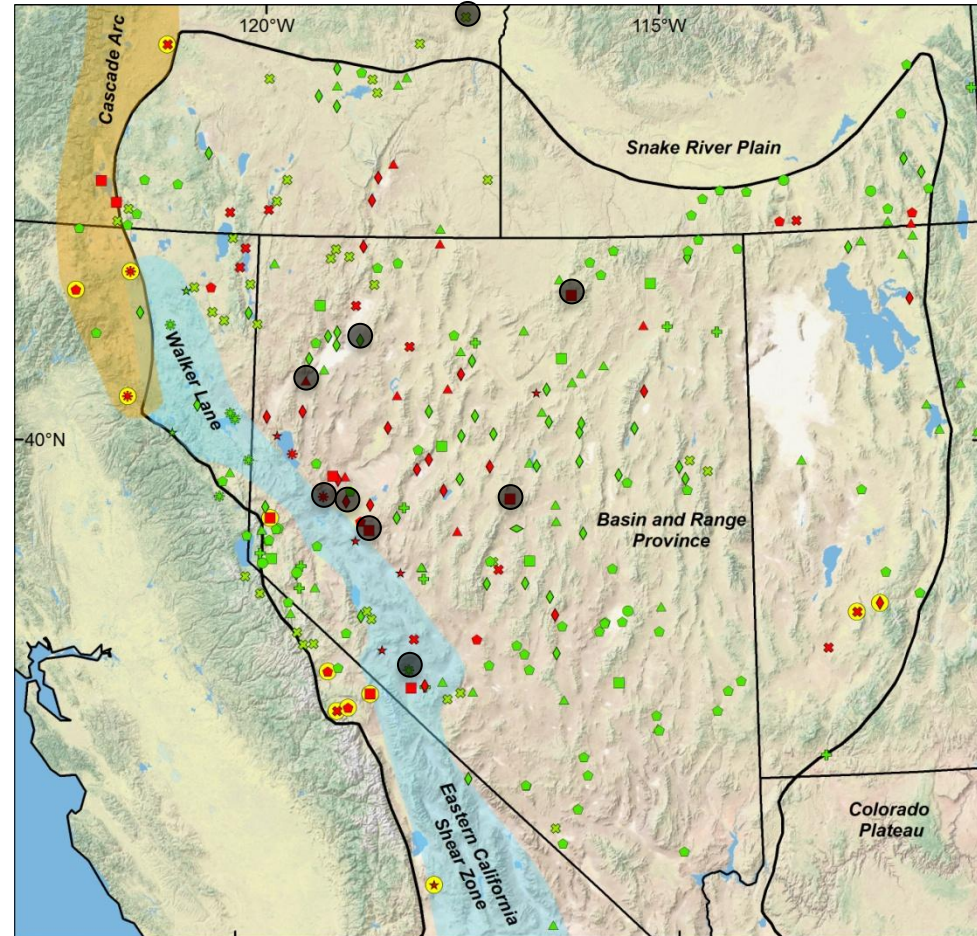 120°W
115°W
Cascade Arc
Snake River Plain
Walker Lane
40°N
Basin and Range
Province
Colorado
Plateau
Eastern California
Shear Zone